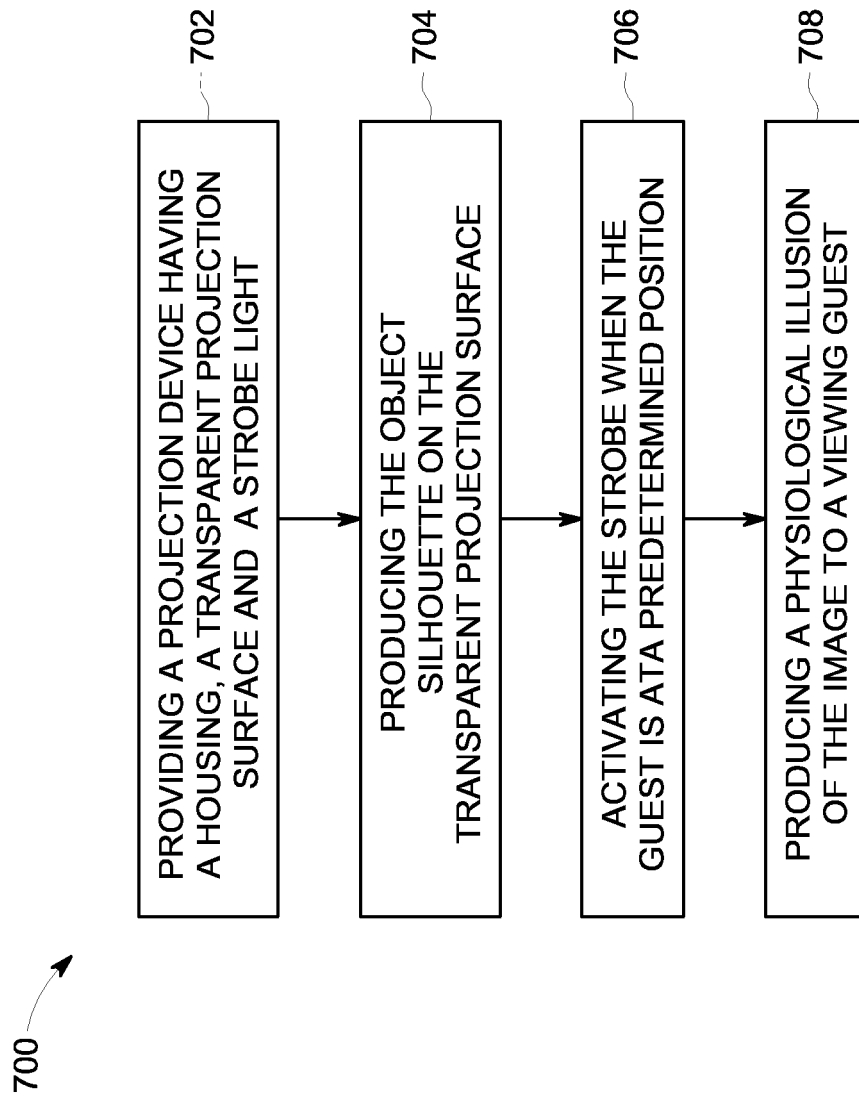 700
PROVIDING A PROJECTION DEVICE HAVING
A HOUSING, A TRANSPARENT PROJECTION
SURFACE AND A STROBE LIGHT
702
PRODUCING THE OBJECT
SILHOUETTE ON THE
TRANSPARENT PROJECTION SURFACE
704
ACTIVATING THE STROBE WHEN THE
GUEST IS ATA PREDETERMINED POSITION
706
PRODUCING A PHYSIOLOGICAL ILLUSION
OF THE IMAGE TO A VIEWING GUEST
708